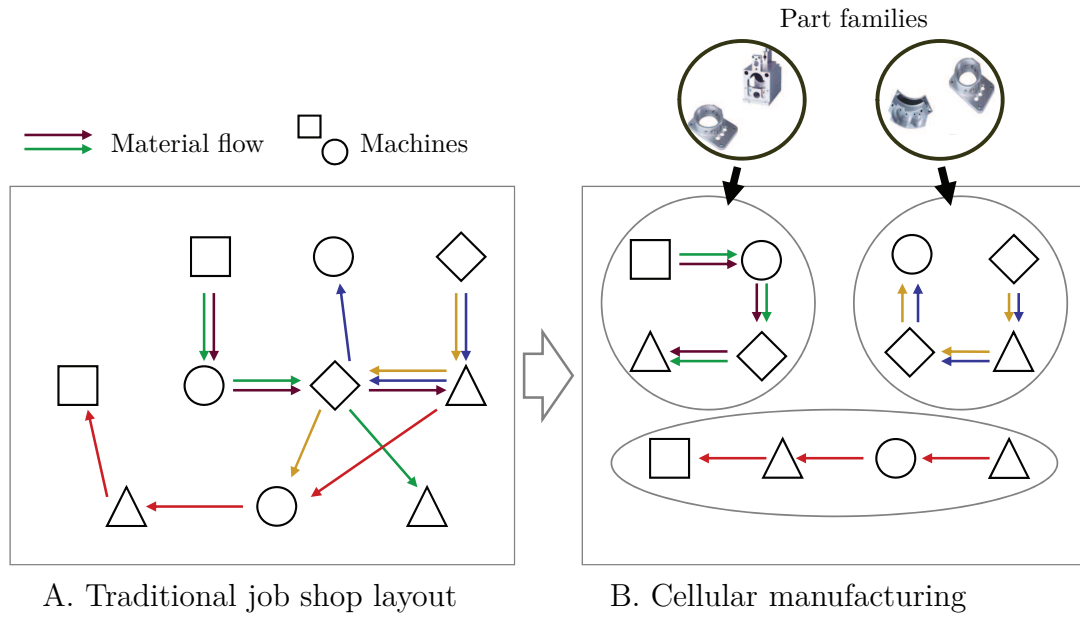 Part families
Material flow
Machines
A. Traditional job shop layout
B. Cellular manufacturing